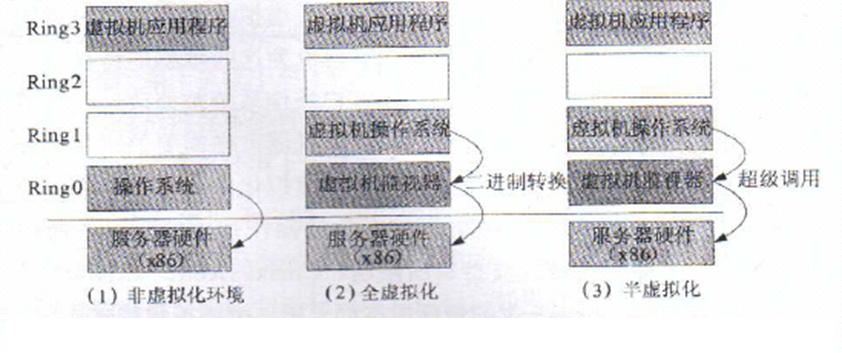 Ring3 虚拟机应用程序 虚拟机应用程序 虚拟机应用程序
Ring2
Ring1 虚拟机操作系统 虚拟机操作系统
Ring0 操作系统 虚拟机监视器 二进制转换 虚拟机监视器 超级调用
服务器硬件 服务器硬件 服务器硬件
(x86) (x86) (x86)
(1) 非虚拟化环境 (2) 全虚拟化 (3) 半虚拟化